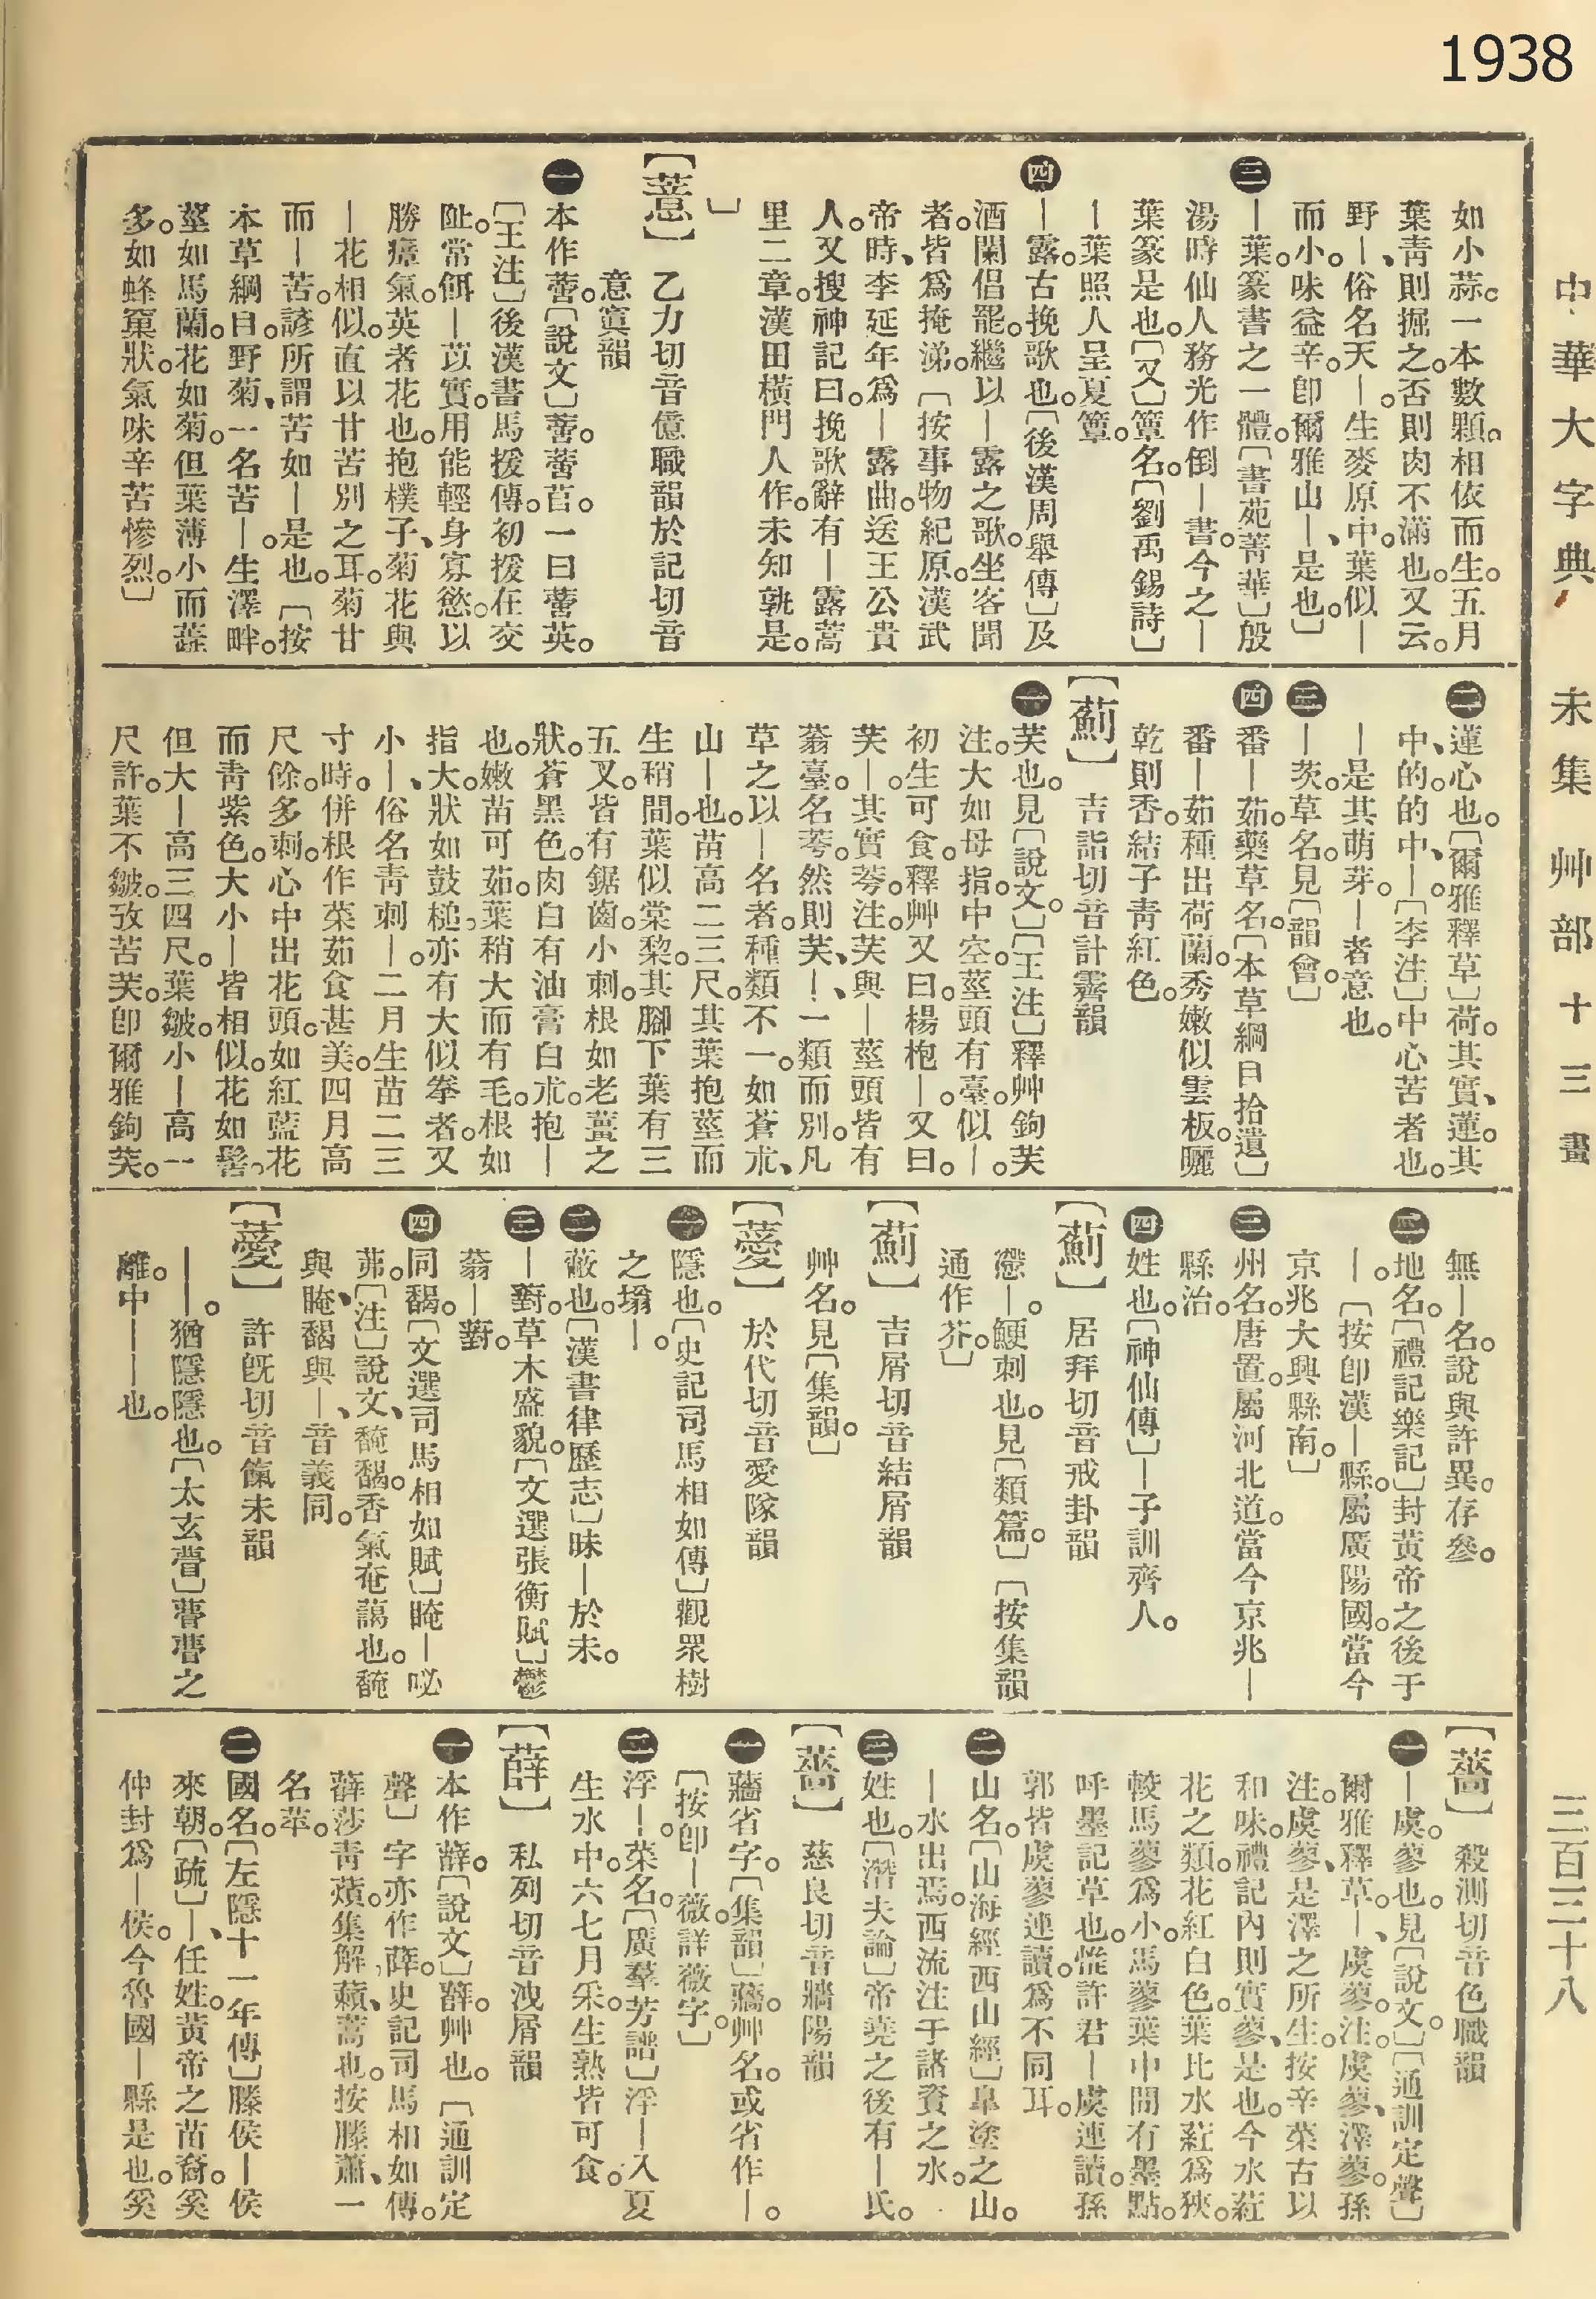 1938
中華大字典 未集 艸部 十三畫 三百三十八
如小蒜。一本數顆。相依而生。五月
葉青則掘之。否則肉不滿也。又云。
野｜、俗名天｜。生麥原中。葉似｜
而小。味益辛。卽爾雅山｜、是也。〕
㊂｜葉。篆書之一體。〔書苑菁華〕殷
湯時仙人務光作倒｜書。今之｜
葉篆是也。〔又〕簟名。〔劉禹錫詩〕
｜葉照人呈夏簟。
㊃｜露。古挽歌也。〔後漢周舉傳〕及
酒闌倡罷。繼以｜露之歌。坐客聞
者。皆爲掩涕。〔按事物紀原。漢武
帝時、李延年爲｜露曲。送王公貴
人。又搜神記曰。挽歌辭有｜露蒿
里二章。漢田橫門人作。未知孰是。
〕
〔薏〕 乙力切音億職韻於記切音
意寘韻
㊀本作蓄。〔說文〕蓄。蓄苢。一曰蓄英。
〔王注〕後漢書馬援傳。初援在交
阯。常餌｜苡實。用能輕身寡慾。以
勝瘴氣。英者花也。抱樸子、菊花與
｜花相似。直以甘苦別之耳。菊甘
而｜苦。諺所謂苦如｜是也。〔按
本草綱目。野菊、一名苦｜。生澤畔。
莖如馬蘭。花如菊。但葉薄小而蕋
多。如蜂窠狀。氣味辛苦慘烈。〕
㊁蓮心也。〔爾雅釋草〕荷。其實、蓮。其
中、的。的中、｜。〔李注〕中心苦者也。
｜是其萌芽。｜者意也。
㊂｜茨。草名。見〔韻會。〕
㊃番｜茹。藥草名。〔本草綱目拾遺〕
番｜茹種出荷蘭。秀嫩似雲板。曬
乾則香。結子青紅色。
〔薊〕 吉詣切音計霽韻
㊀芺也。見〔說文。〕〔王注〕釋艸鉤芺
注。大如母指。中空。莖頭有臺。似｜。
初生可食。釋艸又曰。楊枹｜。又曰。
芺｜。其實荂。注。芺與｜莖頭皆有
蓊臺。名荂。然則芺、｜、一類而別。凡
草之以｜名者。種類不一。如蒼朮、
山｜也。苗高二三尺。其葉抱莖而
生稍間。葉似棠棃。其腳下葉有三
五叉。皆有鋸齒小刺。根如老薑之
狀。蒼黑色。肉白有油膏。白朮。抱｜
也。嫩苗可茹。葉稍大而有毛。根如
指大。狀如鼓槌。亦有大似拳者。又
小｜、俗名青刺｜。二月生苗。二三
寸時。併根作菜茹食甚美。四月高
尺餘。多刺。心中出花頭。如紅藍花
而青紫色。大小｜皆相似。花如髻。
但大｜高三四尺。葉皺。小｜高一
尺許。葉不皺。攷苦芺。卽爾雅鉤芺。
無｜名。說與許異。存參。
㊁地名。〔禮記樂記〕封黃帝之後于
｜。〔按卽漢｜縣。屬廣陽國。當今
京兆大興縣南。〕
㊂州名。唐置。屬河北道。當今京兆｜
縣治。
㊃姓也。〔神仙傳〕｜子訓齊人。
〔薊〕 居拜切音戒卦韻
懘｜。鯁刺也。見〔類篇。〕〔按集韻
通作芥。〕
〔薊〕 吉屑切音結屑韻
艸名。見〔集韻。〕
〔薆〕 於代切音愛隊韻
㊀隱也。〔史記司馬相如傳〕觀眾樹
之塕｜。
㊁蔽也。〔漢書律歷志〕昧｜於未。
㊂｜薱。草木盛貌。〔文選張衡賦〕鬱
蓊｜薱。
㊃同馤。〔文選司馬相如賦〕晻｜咇
茀。〔注〕說文、馣馤。香氣奄藹也。馣
與晻、馤與｜、音義同。
〔薆〕 許旣切音餼未韻
｜｜。猶隱隱也。〔太玄瞢〕瞢瞢之
離。中｜｜也。
〔薔〕 殺測切音色職韻
㊀｜虞。蓼也。見〔說文。〕〔通訓定聲〕
爾雅釋草。｜、虞蓼。注。虞蓼、澤蓼。孫
注。虞蓼、是澤之所生。按辛菜古以
和味。禮記內則實蓼、是也。今水葒
花之類。花紅白色。葉比水葒爲狹。
較馬蓼爲小。馬蓼葉中間有墨點。
呼墨記草也。惟許君｜虞連讀。孫
郭皆虞蓼連讀。爲不同耳。
㊁山名。〔山海經西山經〕皐塗之山。
｜水出焉。西流注于諸資之水。
㊂姓也。〔潛夫論〕帝堯之後有｜氏。
〔薔〕 慈良切音牆陽韻
㊀蘠省字。〔集韻〕蘠。艸名。或省作｜。
〔按卽｜薇。詳薇字。〕
㊁浮｜。菜名。〔廣羣芳譜〕浮｜入夏
生水中。六七月采。生熟皆可食。
〔薛〕 私列切音洩屑韻
㊀本作薛。〔說文〕薛。艸也。〔通訓定
聲〕字亦作薛。史記司馬相如傳。
薛莎青薠。集解、薠、蒿也。按藤蕭、一
名苹。
㊁國名。〔左隱十一年傳〕滕侯｜侯
來朝。〔疏〕｜、任姓。黃帝之苗裔。奚
仲封爲｜侯。今魯國｜縣是也。奚